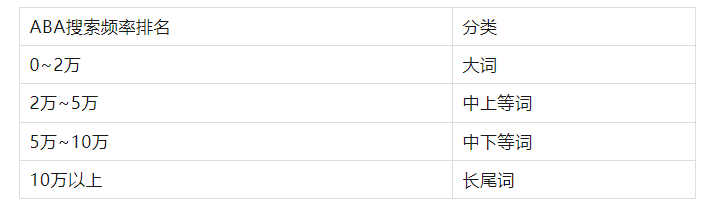 ABA搜索频率排名 分类
0~2万 大词
2万~5万 中上等词
5万~10万 中下等词
10万以上 长尾词